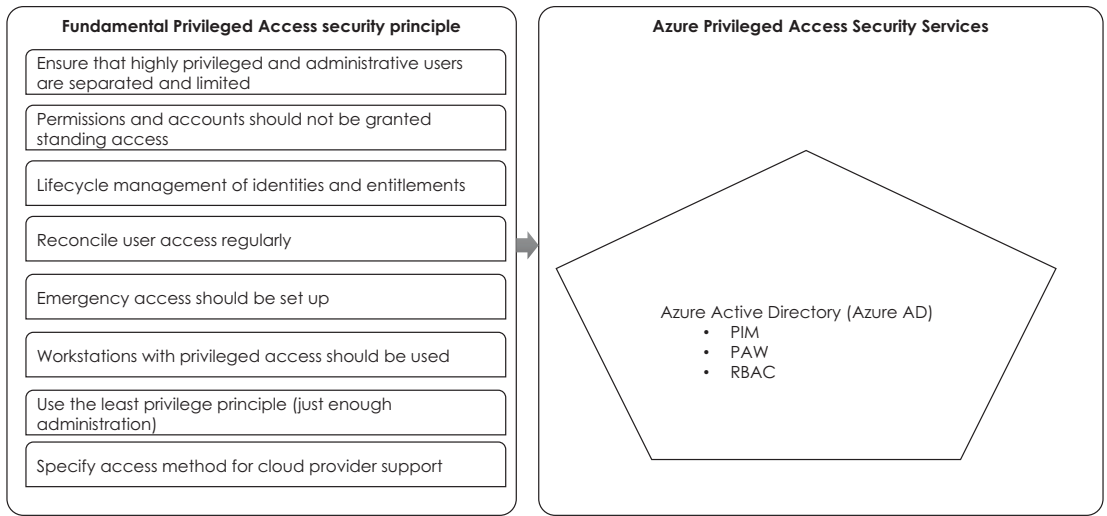 Fundamental Privileged Access security principle
Ensure that highly privileged and administrative users
are separated and limited
Permissions and accounts should not be granted
standing access
Lifecycle management of identities and entitlements
Reconcile user access regularly
Emergency access should be set up
Workstations with privileged access should be used
Use the least privilege principle (just enough
administration)
Specify access method for cloud provider support
Azure Privileged Access Security Services
Azure Active Directory (Azure AD)
• PIM
• PAW
• RBAC